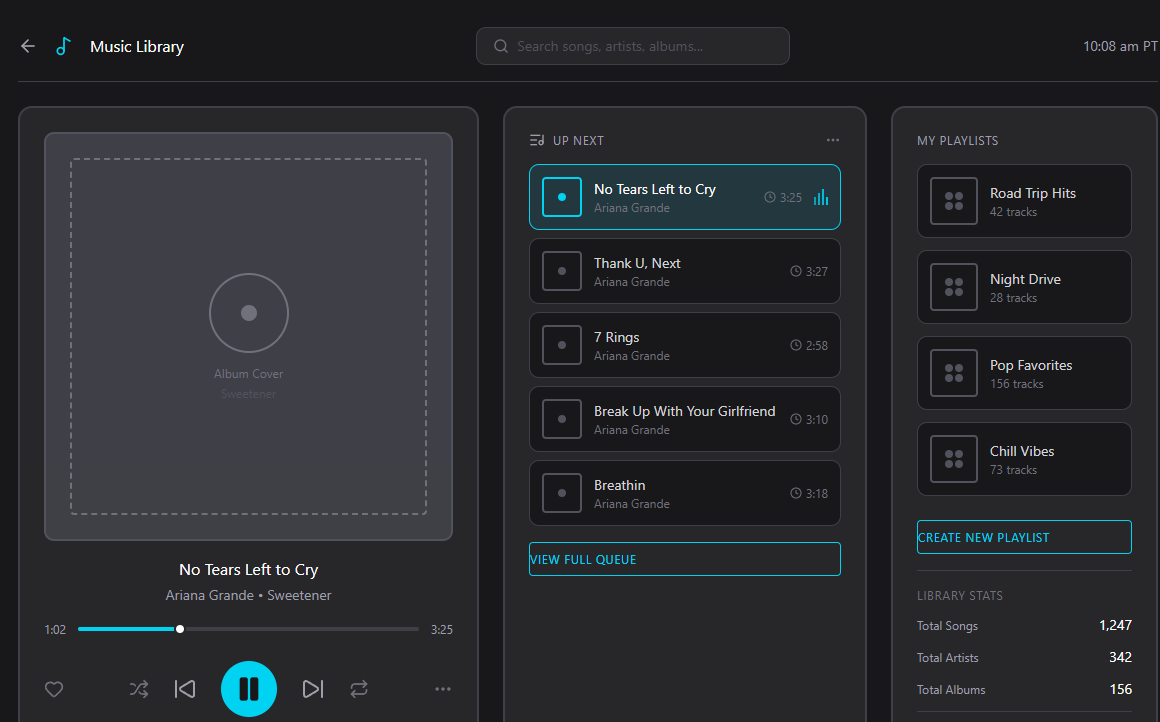 Music Library
Search songs, artists, albums...
10:08 am PT
Album Cover
Sweetener
No Tears Left to Cry
Ariana Grande • Sweetener
1:02
3:25
UP NEXT
No Tears Left to Cry
Ariana Grande
3:25
Thank U, Next
Ariana Grande
3:27
7 Rings
Ariana Grande
2:58
Break Up With Your Girlfriend
Ariana Grande
3:10
Breathin
Ariana Grande
3:18
VIEW FULL QUEUE
MY PLAYLISTS
Road Trip Hits
42 tracks
Night Drive
28 tracks
Pop Favorites
156 tracks
Chill Vibes
73 tracks
CREATE NEW PLAYLIST
LIBRARY STATS
Total Songs 1,247
Total Artists 342
Total Albums 156